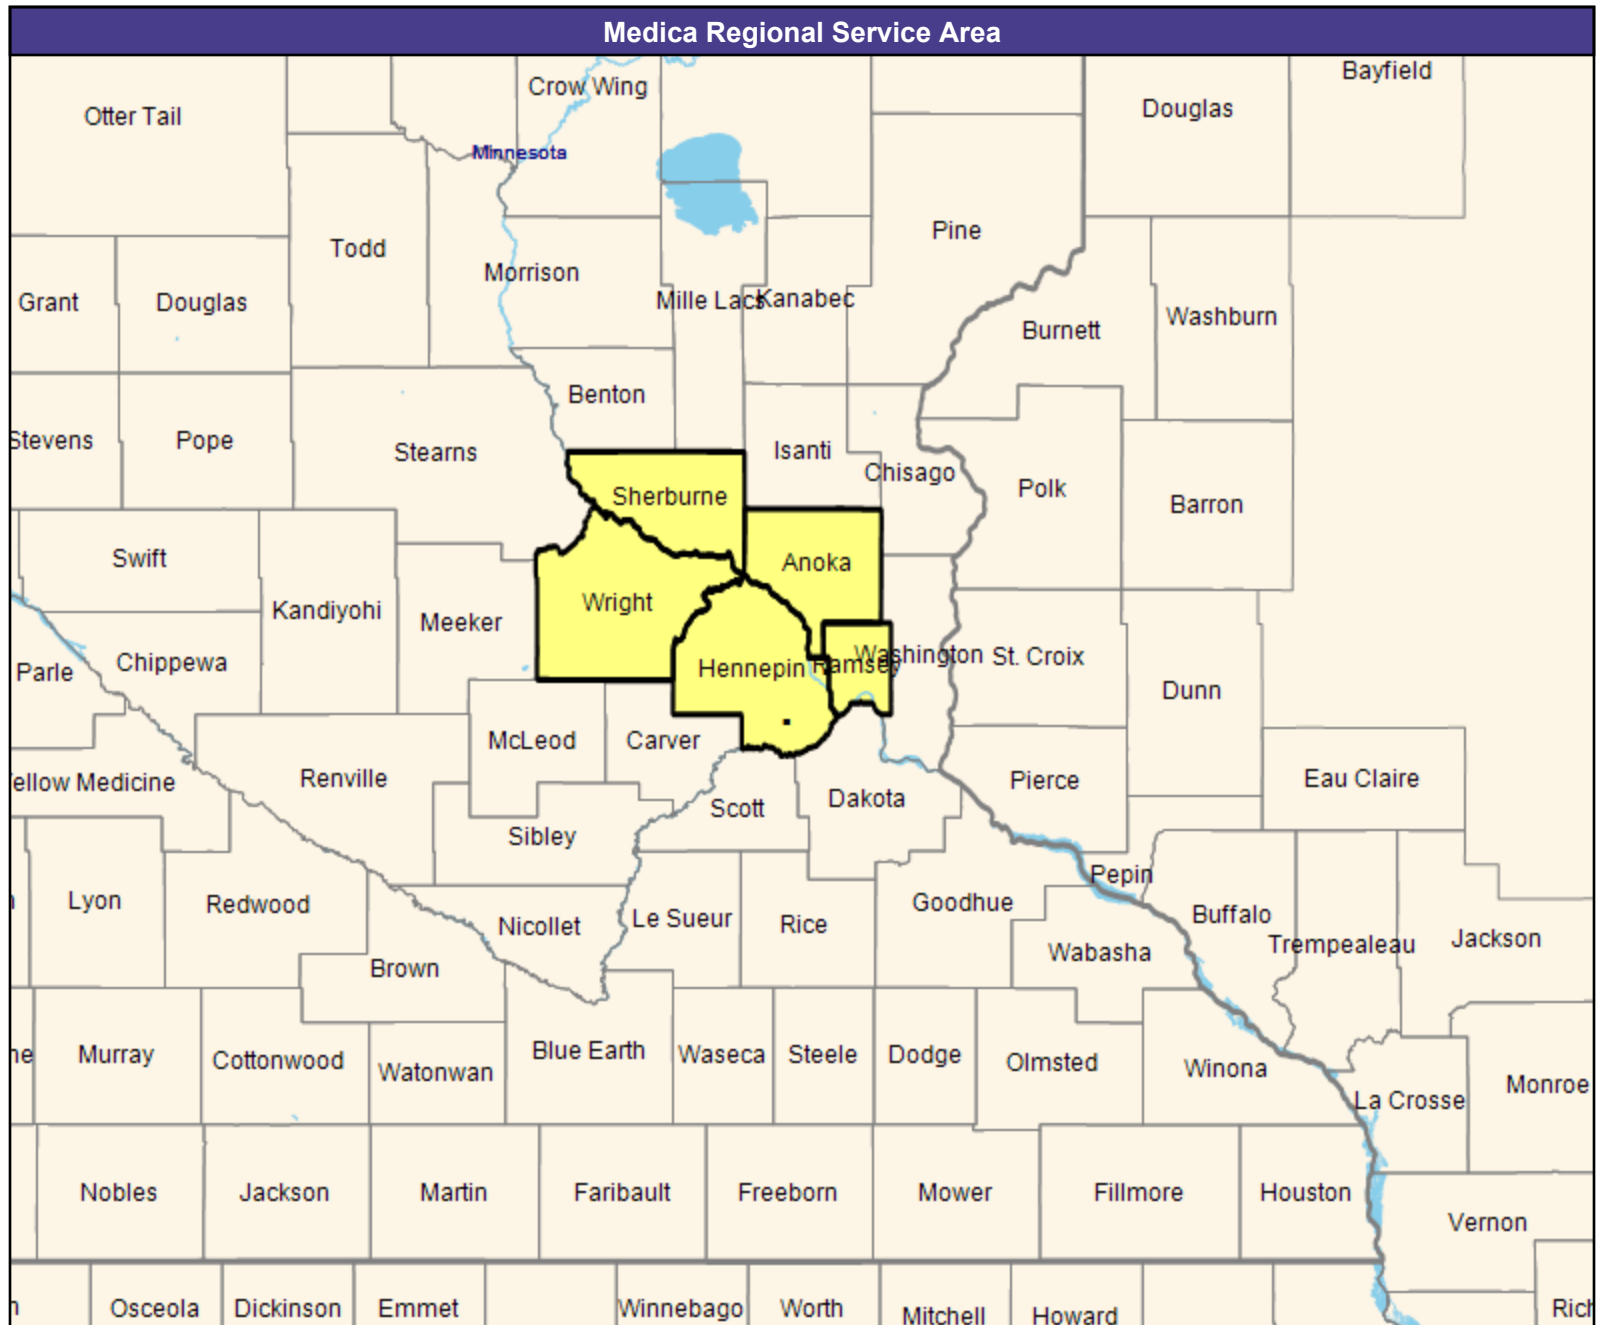 Medica Regional Service Area
Crow Wing
Bayfield
Otter Tail
Douglas
Minnesota
Pine
Todd
Morrison
Grant
Douglas
Mille Lacs
Kanabec
Washburn
Burnett
Benton
Stevens
Pope
Stearns
Isanti
Chisago
Polk
Barron
Sherburne
Swift
Anoka
Wright
Kandiyohi
Meeker
Chippewa
Parle
Hennepin
Ramsey
Washington
St. Croix
Dunn
McLeod
Carver
Renville
ellow Medicine
Pierce
Eau Claire
Scott
Dakota
Sibley
Pepin
Lyon
Redwood
Nicollet
Le Sueur
Rice
Goodhue
Buffalo
Trempealeau
Jackson
Wabasha
Brown
ne
Murray
Cottonwood
Watonwan
Blue Earth
Waseca
Steele
Dodge
Olmsted
Winona
La Crosse
Monroe
Nobles
Jackson
Martin
Faribault
Freeborn
Mower
Fillmore
Houston
Vernon
Osceola
Dickinson
Emmet
Winnebago
Worth
Mitchell
Howard
Rich